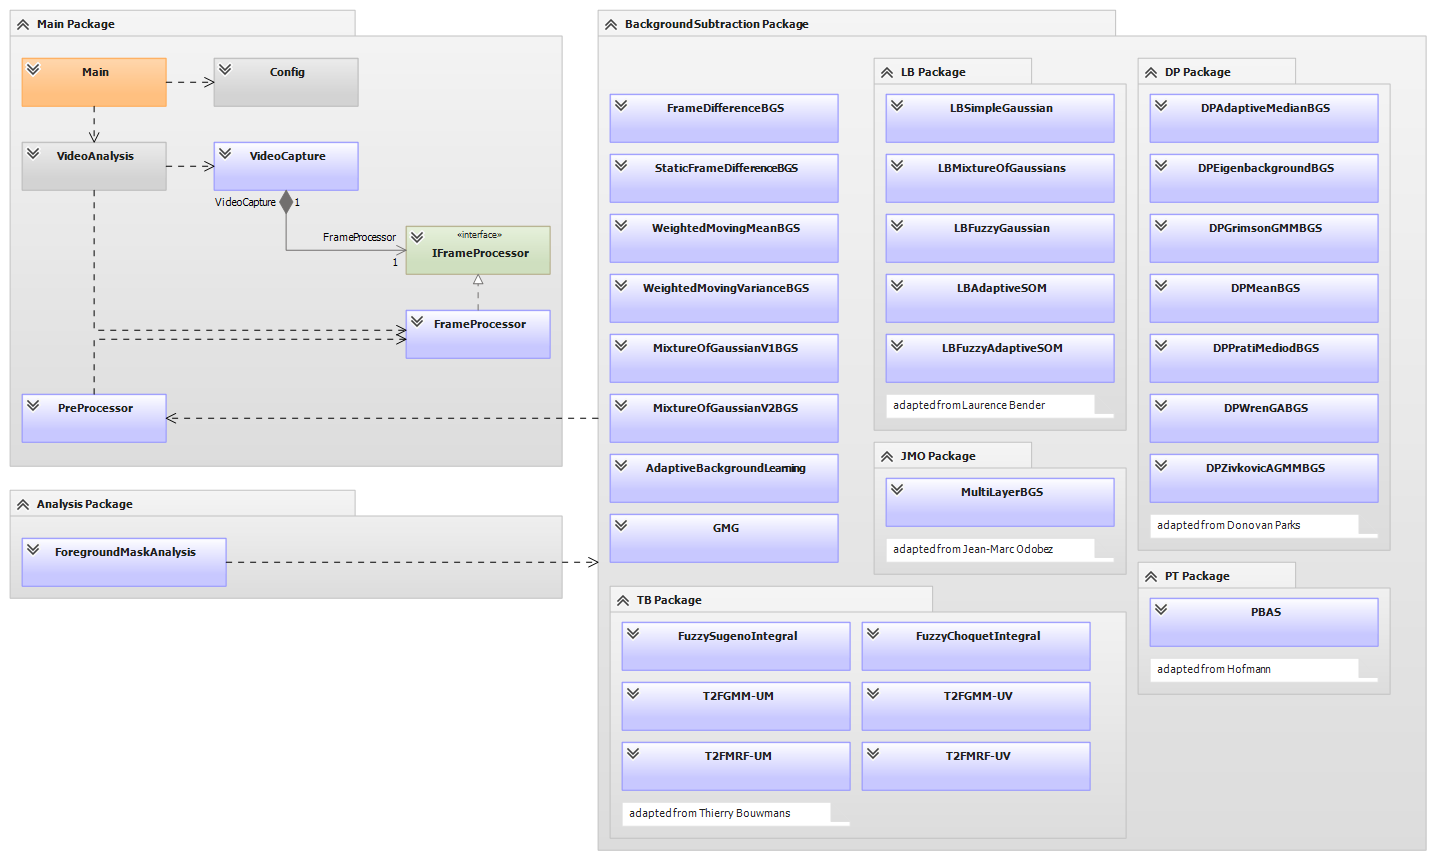 Main Package
Main
Config
VideoAnalysis
VideoCapture
VideoCapture
1
FrameProcessor
1
«interface»
IFrameProcessor
FrameProcessor
PreProcessor
Analysis Package
ForegroundMaskAnalysis
BackgroundSubtraction Package
FrameDifferenceBGS
StaticFrameDifferenceBGS
WeightedMovingMeanBGS
WeightedMovingVarianceBGS
MixtureOfGaussianV1BGS
MixtureOfGaussianV2BGS
AdaptiveBackgroundLearning
GMG
LB Package
LBSimpleGaussian
LBMixtureOfGaussians
LBFuzzyGaussian
LBAdaptiveSOM
LBFuzzyAdaptiveSOM
adapted from Laurence Bender
JMO Package
MultiLayerBGS
adapted from Jean-Marc Odobez
DP Package
DPAdaptiveMedianBGS
DPEigenbackgroundBGS
DPGrimsonGMMBGS
DPMeanBGS
DPPratiMediodBGS
DPWrenGABGS
DPZivkovicAGMMBGS
adapted from Donovan Parks
PT Package
PBAS
adapted from Hofmann
TB Package
FuzzySugenoIntegral
FuzzyChoquetIntegral
T2FGMM-UM
T2FGMM-UV
T2FMRF-UM
T2FMRF-UV
adapted from Thierry Bouwmans